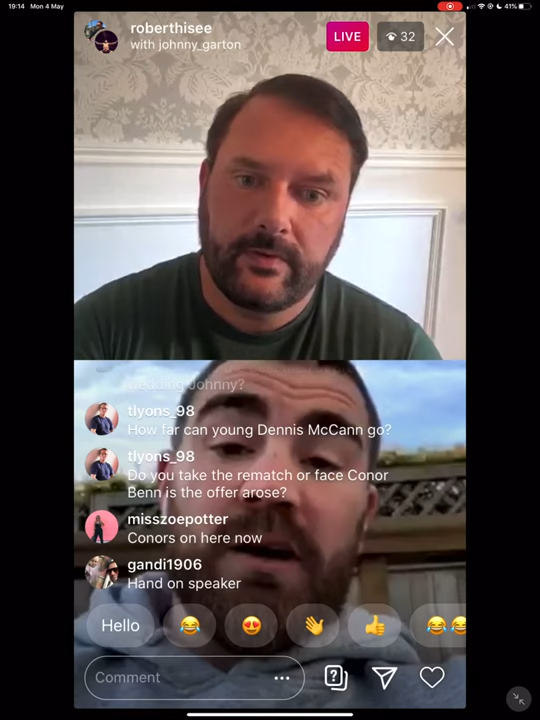 19:14 Mon 4 May
41%
roberthisee
with johnny_garton
LIVE
32
wedding Johnny?
tlyons_98
How far can young Dennis McCann go?
tlyons_98
Do you take the rematch or face Conor
Benn is the offer arose?
misszoepotter
Conors on here now
gandi1906
Hand on speaker
Hello
Comment